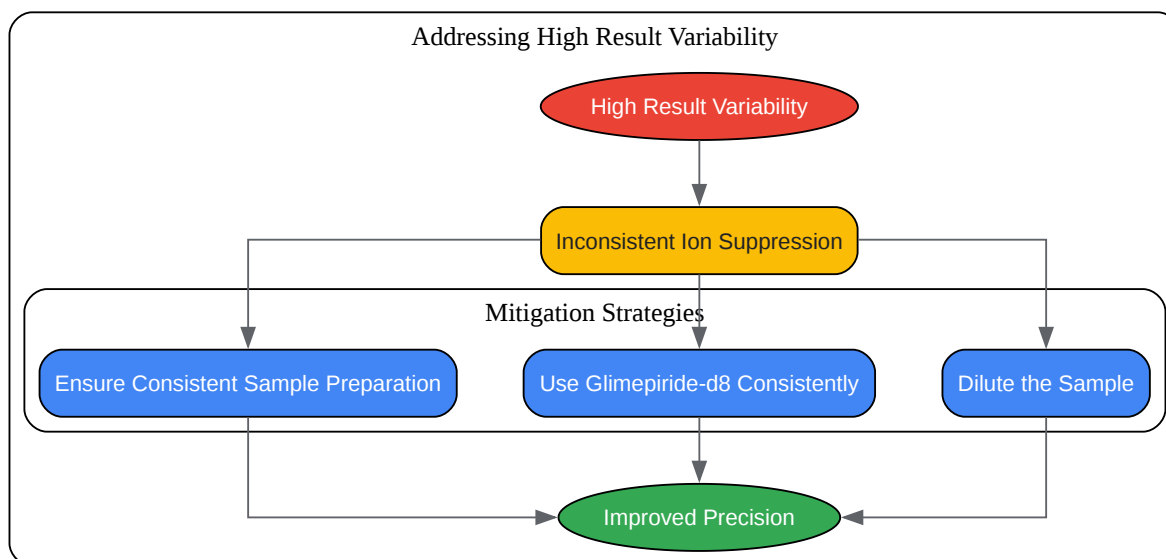 Addressing High Result Variability
High Result Variability
Inconsistent Ion Suppression
Mitigation Strategies
Ensure Consistent Sample Preparation
Use Glimepiride-d8 Consistently
Dilute the Sample
Improved Precision